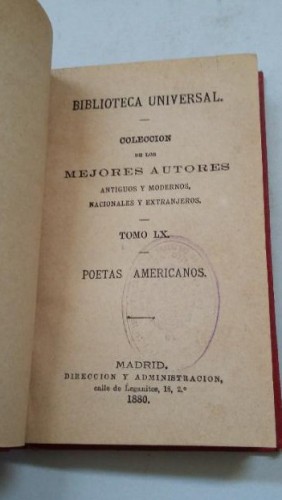 BIBLIOTECA UNIVERSAL.
COLECCION
DE LOS
MEJORES AUTORES
ANTIGUOS Y MODERNOS,
NACIONALES Y EXTRANJEROS.
TOMO LX.
POETAS AMERICANOS.
MADRID.
DIRECCION Y ADMINISTRACION,
calle de Leganitos, 18, 2.º
1880.